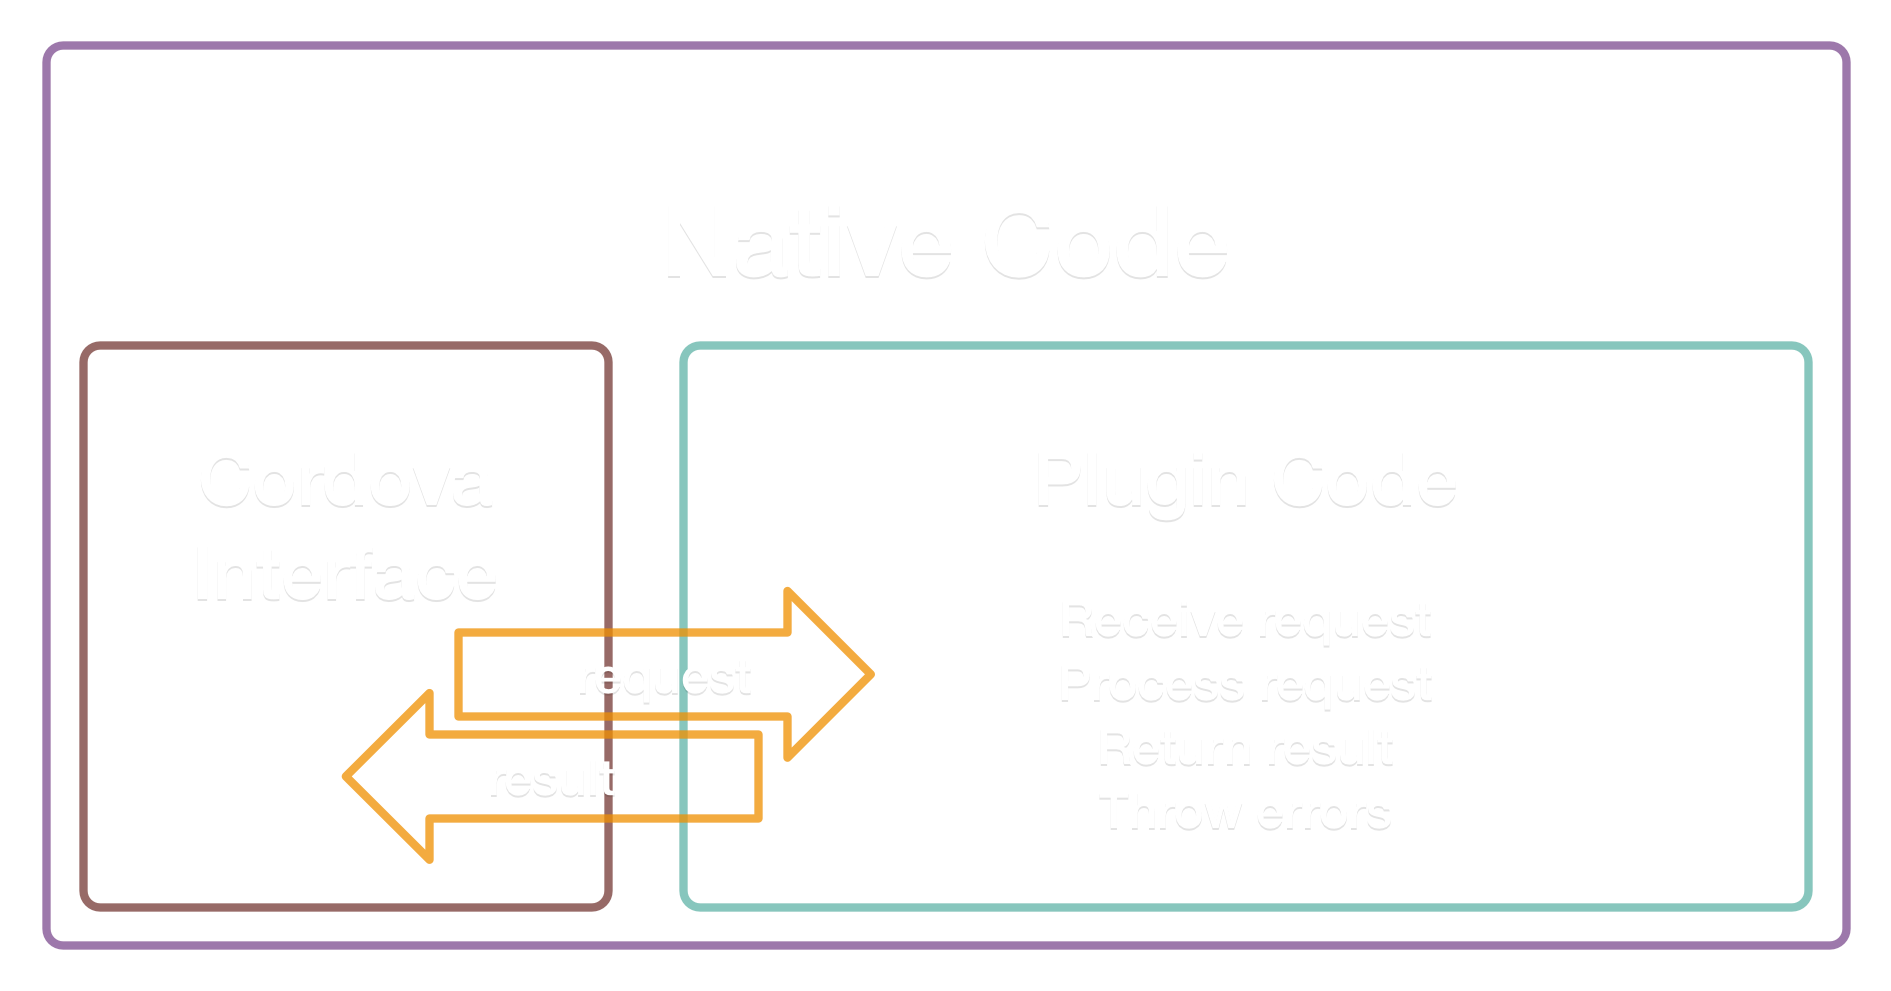 Native Code
Cordova
Interface
Plugin Code
Receive request
Process request
Return result
Throw errors
request
result